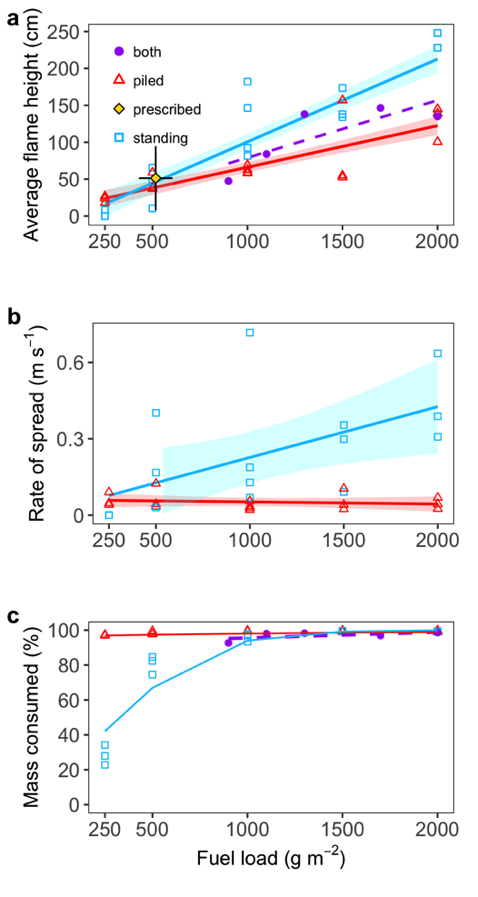 a
Average flame height (cm)
250
200
150
100
50
0
both
piled
prescribed
standing
250 500 1000 1500 2000
b
Rate of spread (m s⁻¹)
0.6
0.3
0
250 500 1000 1500 2000
c
Mass consumed (%)
100
80
60
40
20
0
250 500 1000 1500 2000
Fuel load (g m⁻²)